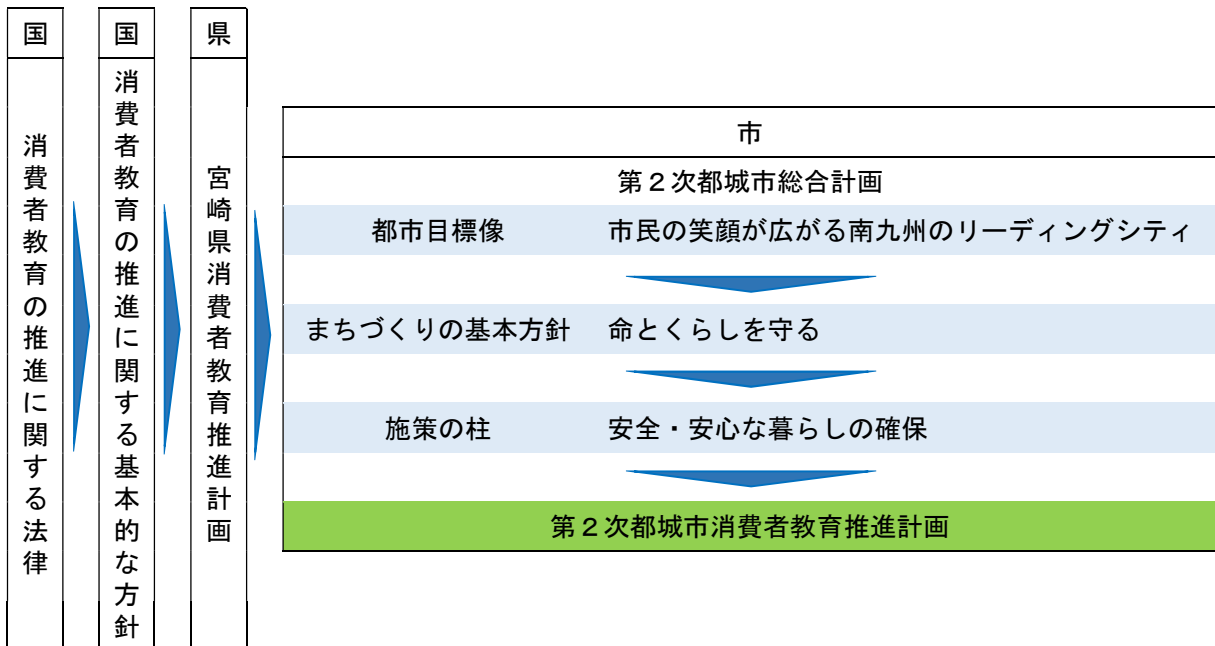 国
消費者教育の推進に関する法律
国
消費者教育の推進に関する基本的な方針
県
宮崎県消費者教育推進計画
市
第２次都城市総合計画
都市目標像　市民の笑顔が広がる南九州のリーディングシティ
まちづくりの基本方針　命とくらしを守る
施策の柱　安全・安心な暮らしの確保
第２次都城市消費者教育推進計画